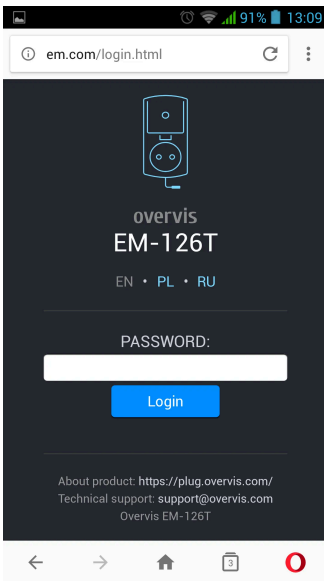 91% 13:09
em.com/login.html
overvis
EM-126T
EN • PL • RU
PASSWORD:
Login
About product: https://plug.overvis.com/
Technical support: support@overvis.com
Overvis EM-126T
3